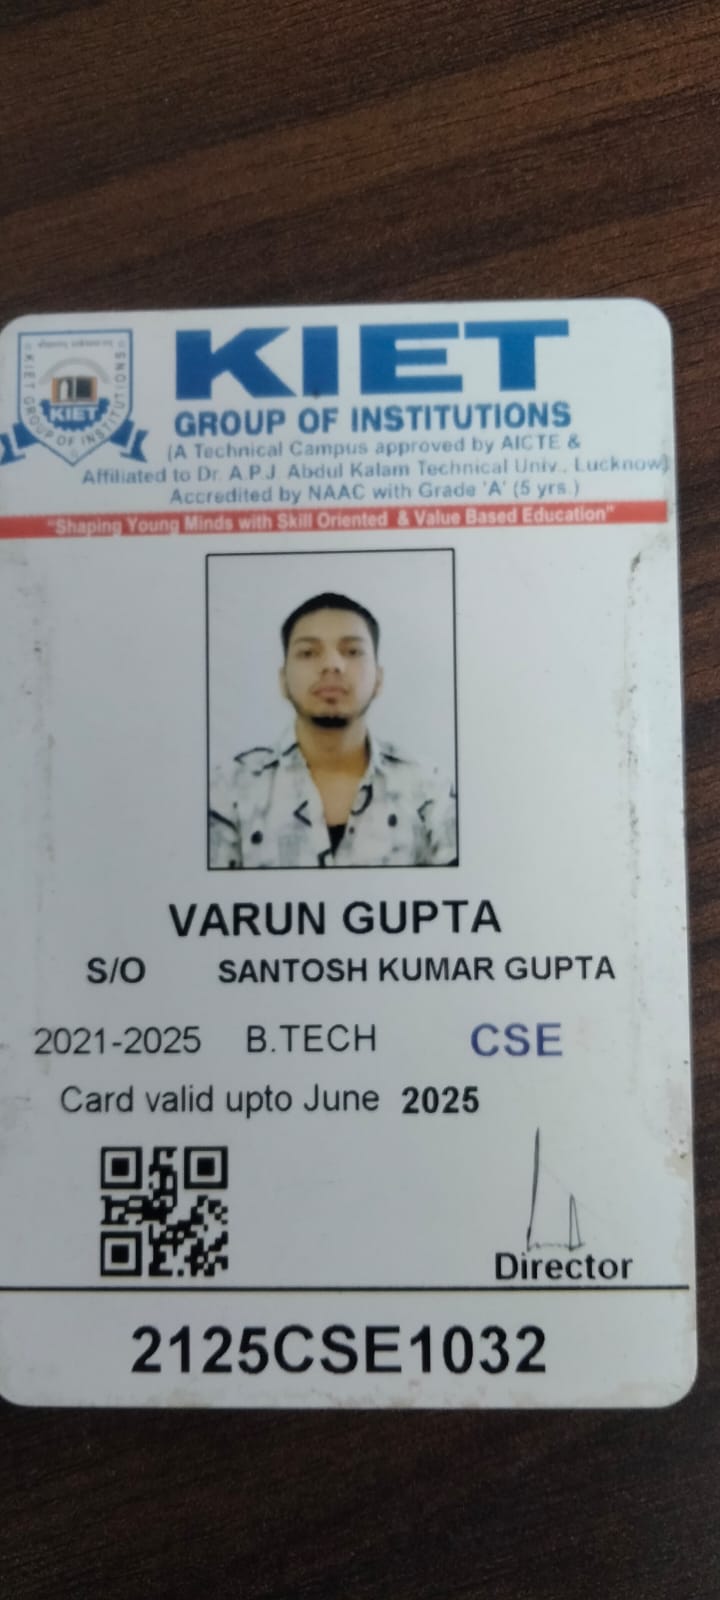 KIET
GROUP OF INSTITUTIONS
(A Technical Campus approved by AICTE &
Affiliated to Dr. A.P.J Abdul Kalam Technical Univ., Lucknow)
Accredited by NAAC with Grade 'A' (5 yrs.)
KIET GROUP OF INSTITUTIONS
KIET
"Shaping Young Minds with Skill Oriented & Value Based Education"
VARUN GUPTA
S/O SANTOSH KUMAR GUPTA
2021-2025 B.TECH CSE
Card valid upto June 2025
Director
2125CSE1032